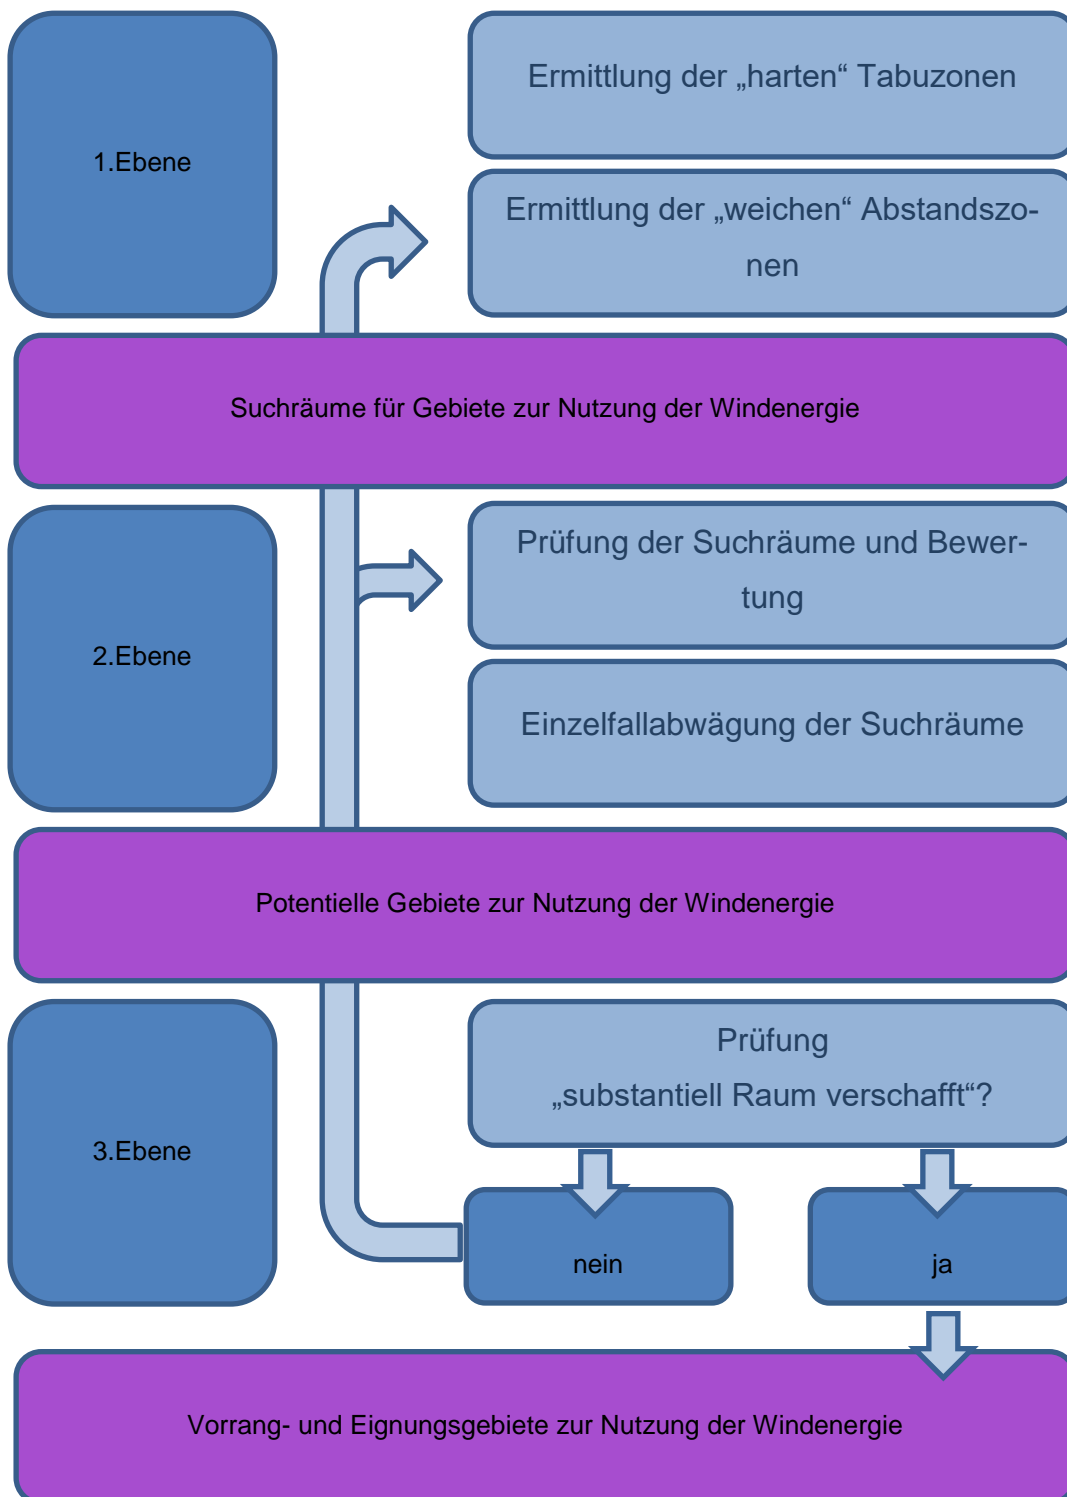 1.Ebene
Ermittlung der „harten“ Tabuzonen
Ermittlung der „weichen“ Abstandszo-
nen
Suchräume für Gebiete zur Nutzung der Windenergie
2.Ebene
Prüfung der Suchräume und Bewer-
tung
Einzelfallabwägung der Suchräume
Potentielle Gebiete zur Nutzung der Windenergie
3.Ebene
Prüfung
„substantiell Raum verschafft“?
nein
ja
Vorrang- und Eignungsgebiete zur Nutzung der Windenergie